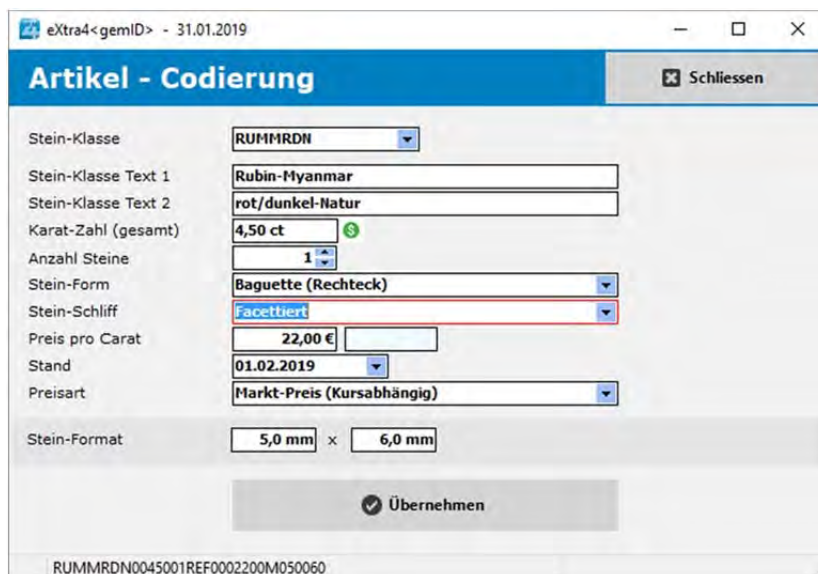 eXtra4<gemID> - 31.01.2019
Artikel - Codierung
Schliessen
Stein-Klasse RUMMRDN
Stein-Klasse Text 1 Rubin-Myanmar
Stein-Klasse Text 2 rot/dunkel-Natur
Karat-Zahl (gesamt) 4,50 ct
Anzahl Steine 1
Stein-Form Baguette (Rechteck)
Stein-Schliff Facettiert
Preis pro Carat 22,00 €
Stand 01.02.2019
Preisart Markt-Preis (Kursabhängig)
Stein-Format 5,0 mm x 6,0 mm
Übernehmen
RUMMRDN0045001REF0002200M050060